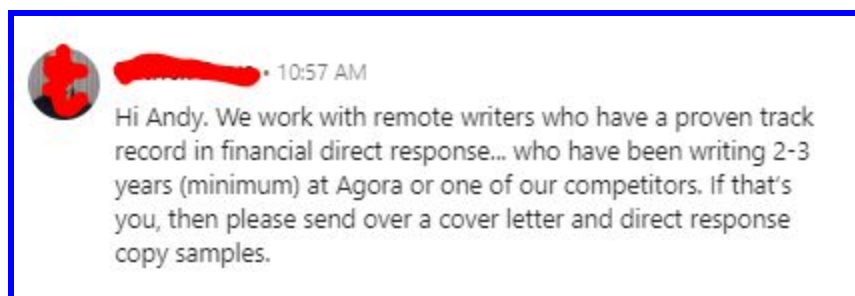 • 10:57 AM
Hi Andy. We work with remote writers who have a proven track
record in financial direct response... who have been writing 2-3
years (minimum) at Agora or one of our competitors. If that's
you, then please send over a cover letter and direct response
copy samples.